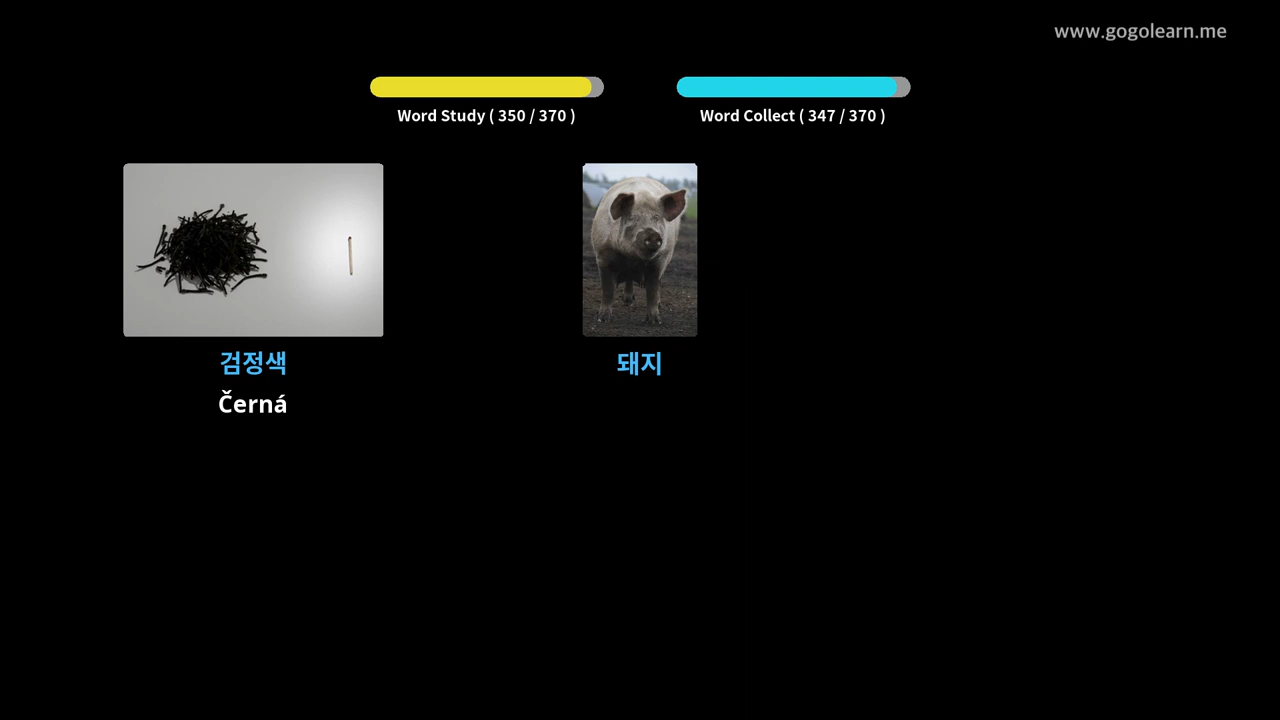 www.gogolearn.me
Word Study ( 350 / 370 )
Word Collect ( 347 / 370 )
검정색
돼지
Černá